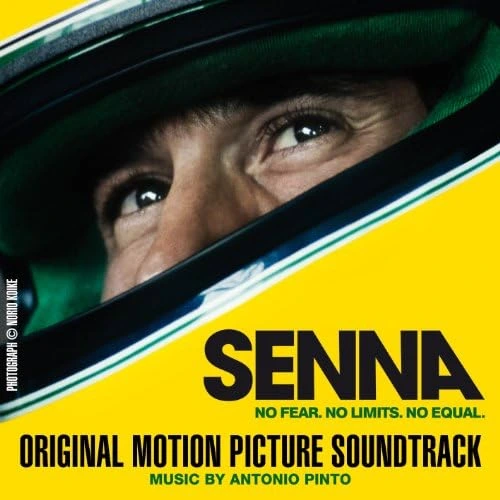 PHOTOGRAPH © NORIO KOIKE
SENNA
NO FEAR. NO LIMITS. NO EQUAL.
ORIGINAL MOTION PICTURE SOUNDTRACK
MUSIC BY ANTONIO PINTO